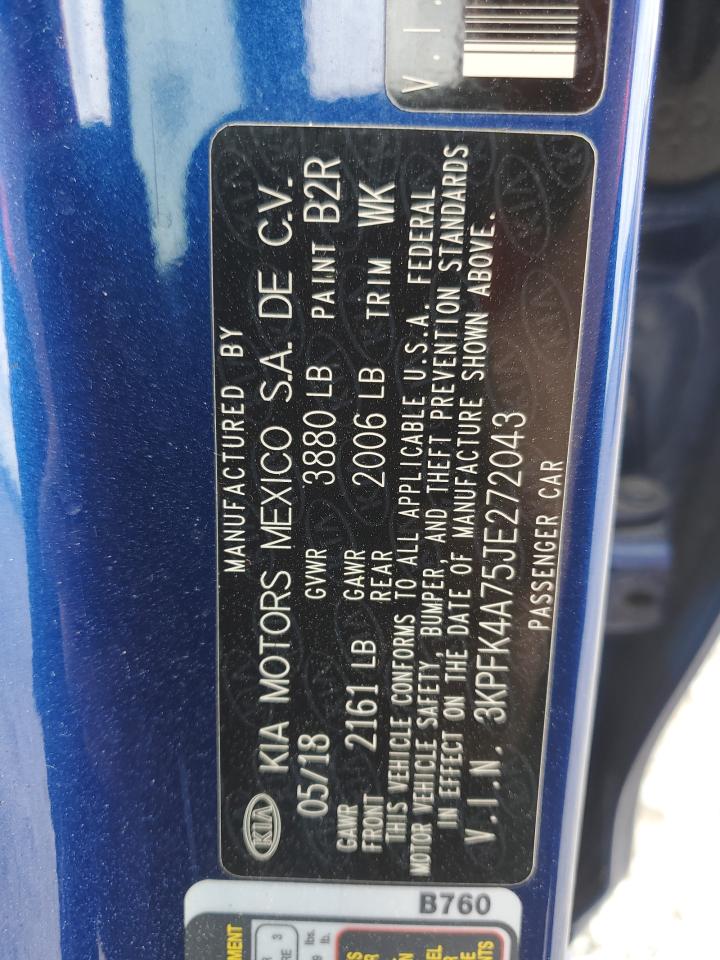 MANUFACTURED BY
KIA KIA MOTORS MEXICO S.A. DE C.V.
05/18 GVWR 3880 LB PAINT B2R
GAWR FRONT 2161 LB GAWR REAR 2006 LB TRIM WK
THIS VEHICLE CONFORMS TO ALL APPLICABLE U.S.A. FEDERAL
MOTOR VEHICLE SAFETY, BUMPER, AND THEFT PREVENTION STANDARDS
IN EFFECT ON THE DATE OF MANUFACTURE SHOWN ABOVE.
V.I.N. 3KPFK4A75JE272043
PASSENGER CAR
V.I.
B760